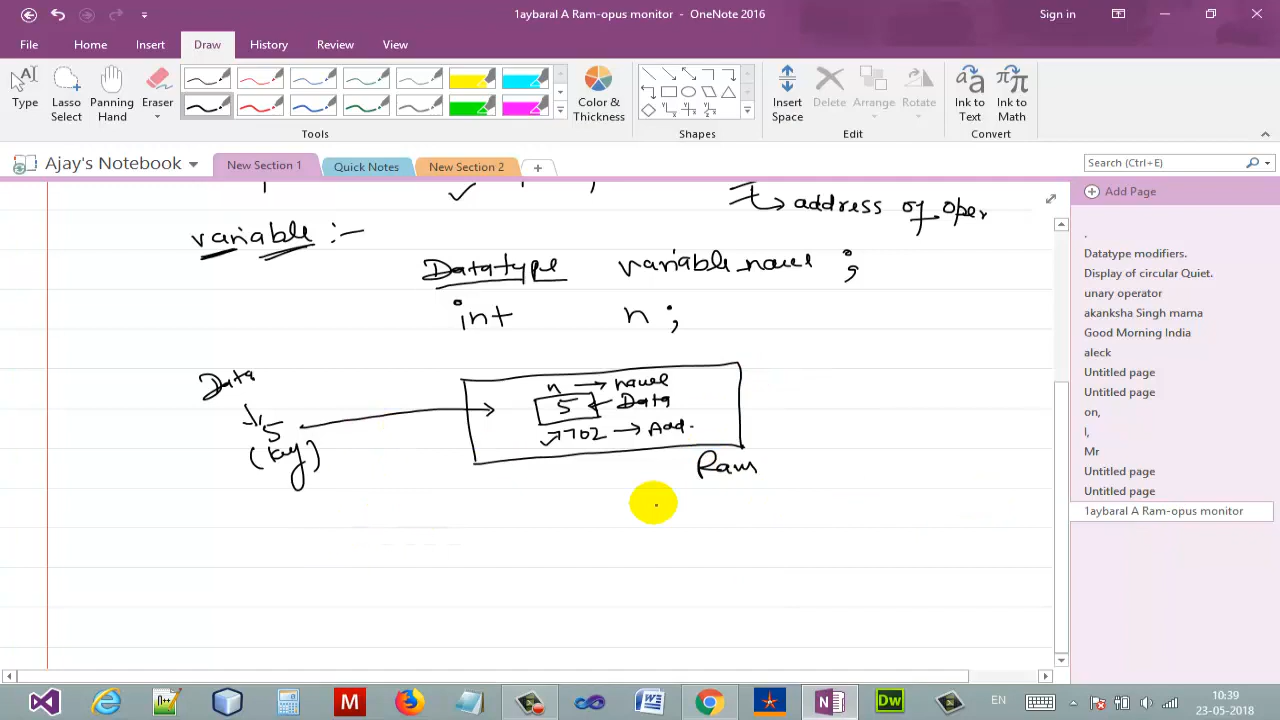 1aybaral A Ram-opus monitor - OneNote 2016
Sign in
File Home Insert Draw History Review View
Type
Lasso Select
Panning Hand
Eraser
Color & Thickness
Insert Space
Delete
Arrange
Rotate
Ink to Text
Ink to Math
Tools
Shapes
Edit
Convert
Ajay's Notebook
New Section 1
Quick Notes
New Section 2
Search (Ctrl+E)
Add Page
.
Datatype modifiers.
Display of circular Quiet.
unary operator
akanksha Singh mama
Good Morning India
aleck
Untitled page
Untitled page
on,
I,
Mr
Untitled page
Untitled page
1aybaral A Ram-opus monitor
address of oper
variable :-
Datatype variable_name ;
int n ;
Data
5
(key)
n → name
5 ← Data
702 → Add.
Ram
EN
10:39
23-05-2018